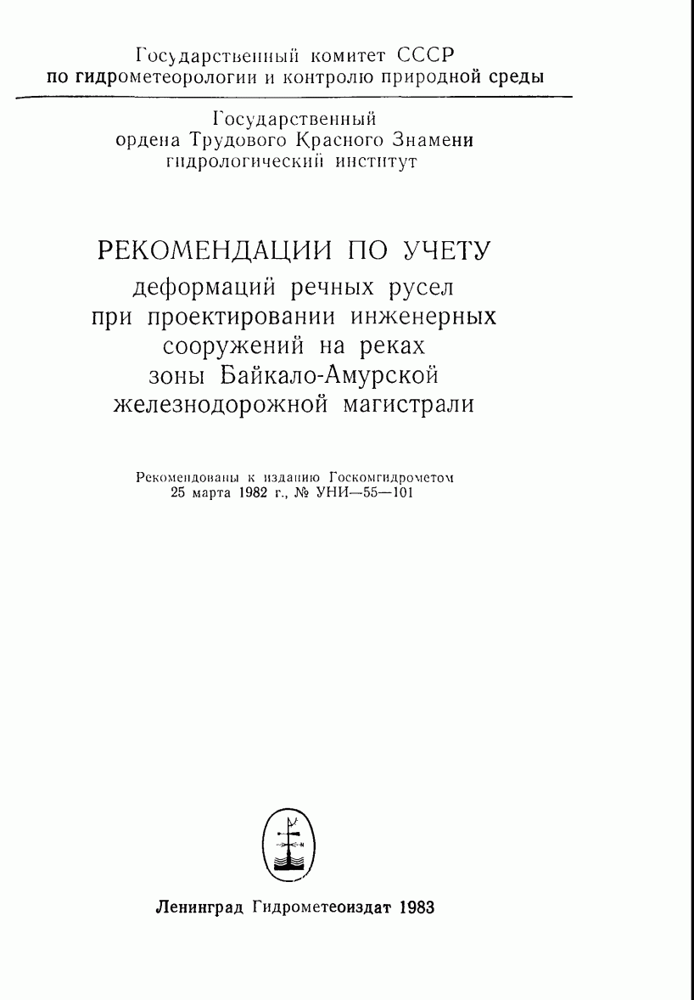 Государственный комитет СССР
по гидрометеорологии и контролю природной среды
Государственный
ордена Трудового Красного Знамени
гидрологический институт
РЕКОМЕНДАЦИИ ПО УЧЕТУ
деформаций речных русел
при проектировании инженерных
сооружений на реках
зоны Байкало-Амурской
железнодорожной магистрали
Рекомендованы к изданию Госкомгидрометом
25 марта 1982 г., № УНИ—55—101
Ленинград Гидрометеоиздат 1983